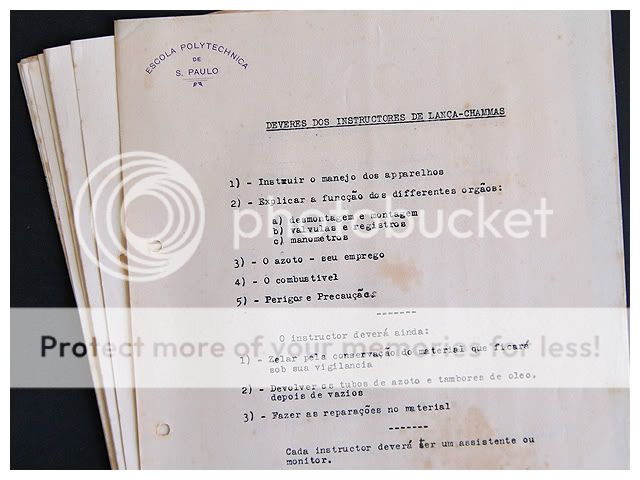 ESCOLA POLYTECHNICA
DE
S. PAULO
DEVERES DOS INSTRUCTORES DE LANÇA-CHAMMAS
1) - Instruir o manejo dos apparelhos
2) - Explicar a funcção dos differentes orgãos:
a) desmontagem e montagem
b) valvulas e registros
c) manometros
3) - O azoto - seu emprego
4) - O combustivel
5) - Perigos e Precauções
-------
O instructor deverá ainda:
1) - Zelar pela conservação do material que ficará
sob sua vigilancia
2) - Devolver os tubos de azoto e tambores de oleo,
depois de vazios
3) - Fazer as reparações no material
-------
Cada instructor deverá ter um assistente ou
monitor.
photobucket
Protect more of your memories for less!